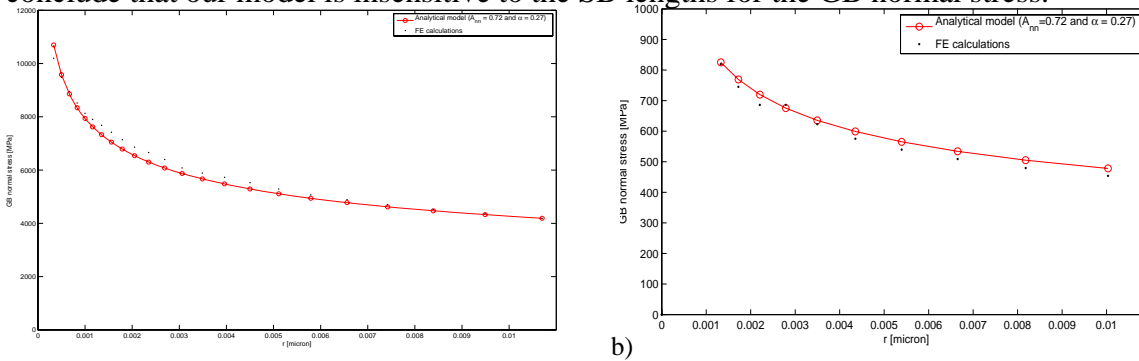 conclude that our model is insensitive to the SB lengths for the GB normal stress.
12000
10000
8000
6000
4000
2000
0
GB normal stress [MPa]
Analytical model (A_nn = 0.72 and α = 0.27)
FE calculations
0 0.001 0.002 0.003 0.004 0.005 0.006 0.007 0.008 0.009 0.01
r [micron]
b)
1000
900
800
700
600
500
400
300
200
100
0
GB normal stress [MPa]
Analytical model (A_nn=0.72 and α = 0.27)
FE calculations
0 0.001 0.002 0.003 0.004 0.005 0.006 0.007 0.008 0.009 0.01
r [micron]